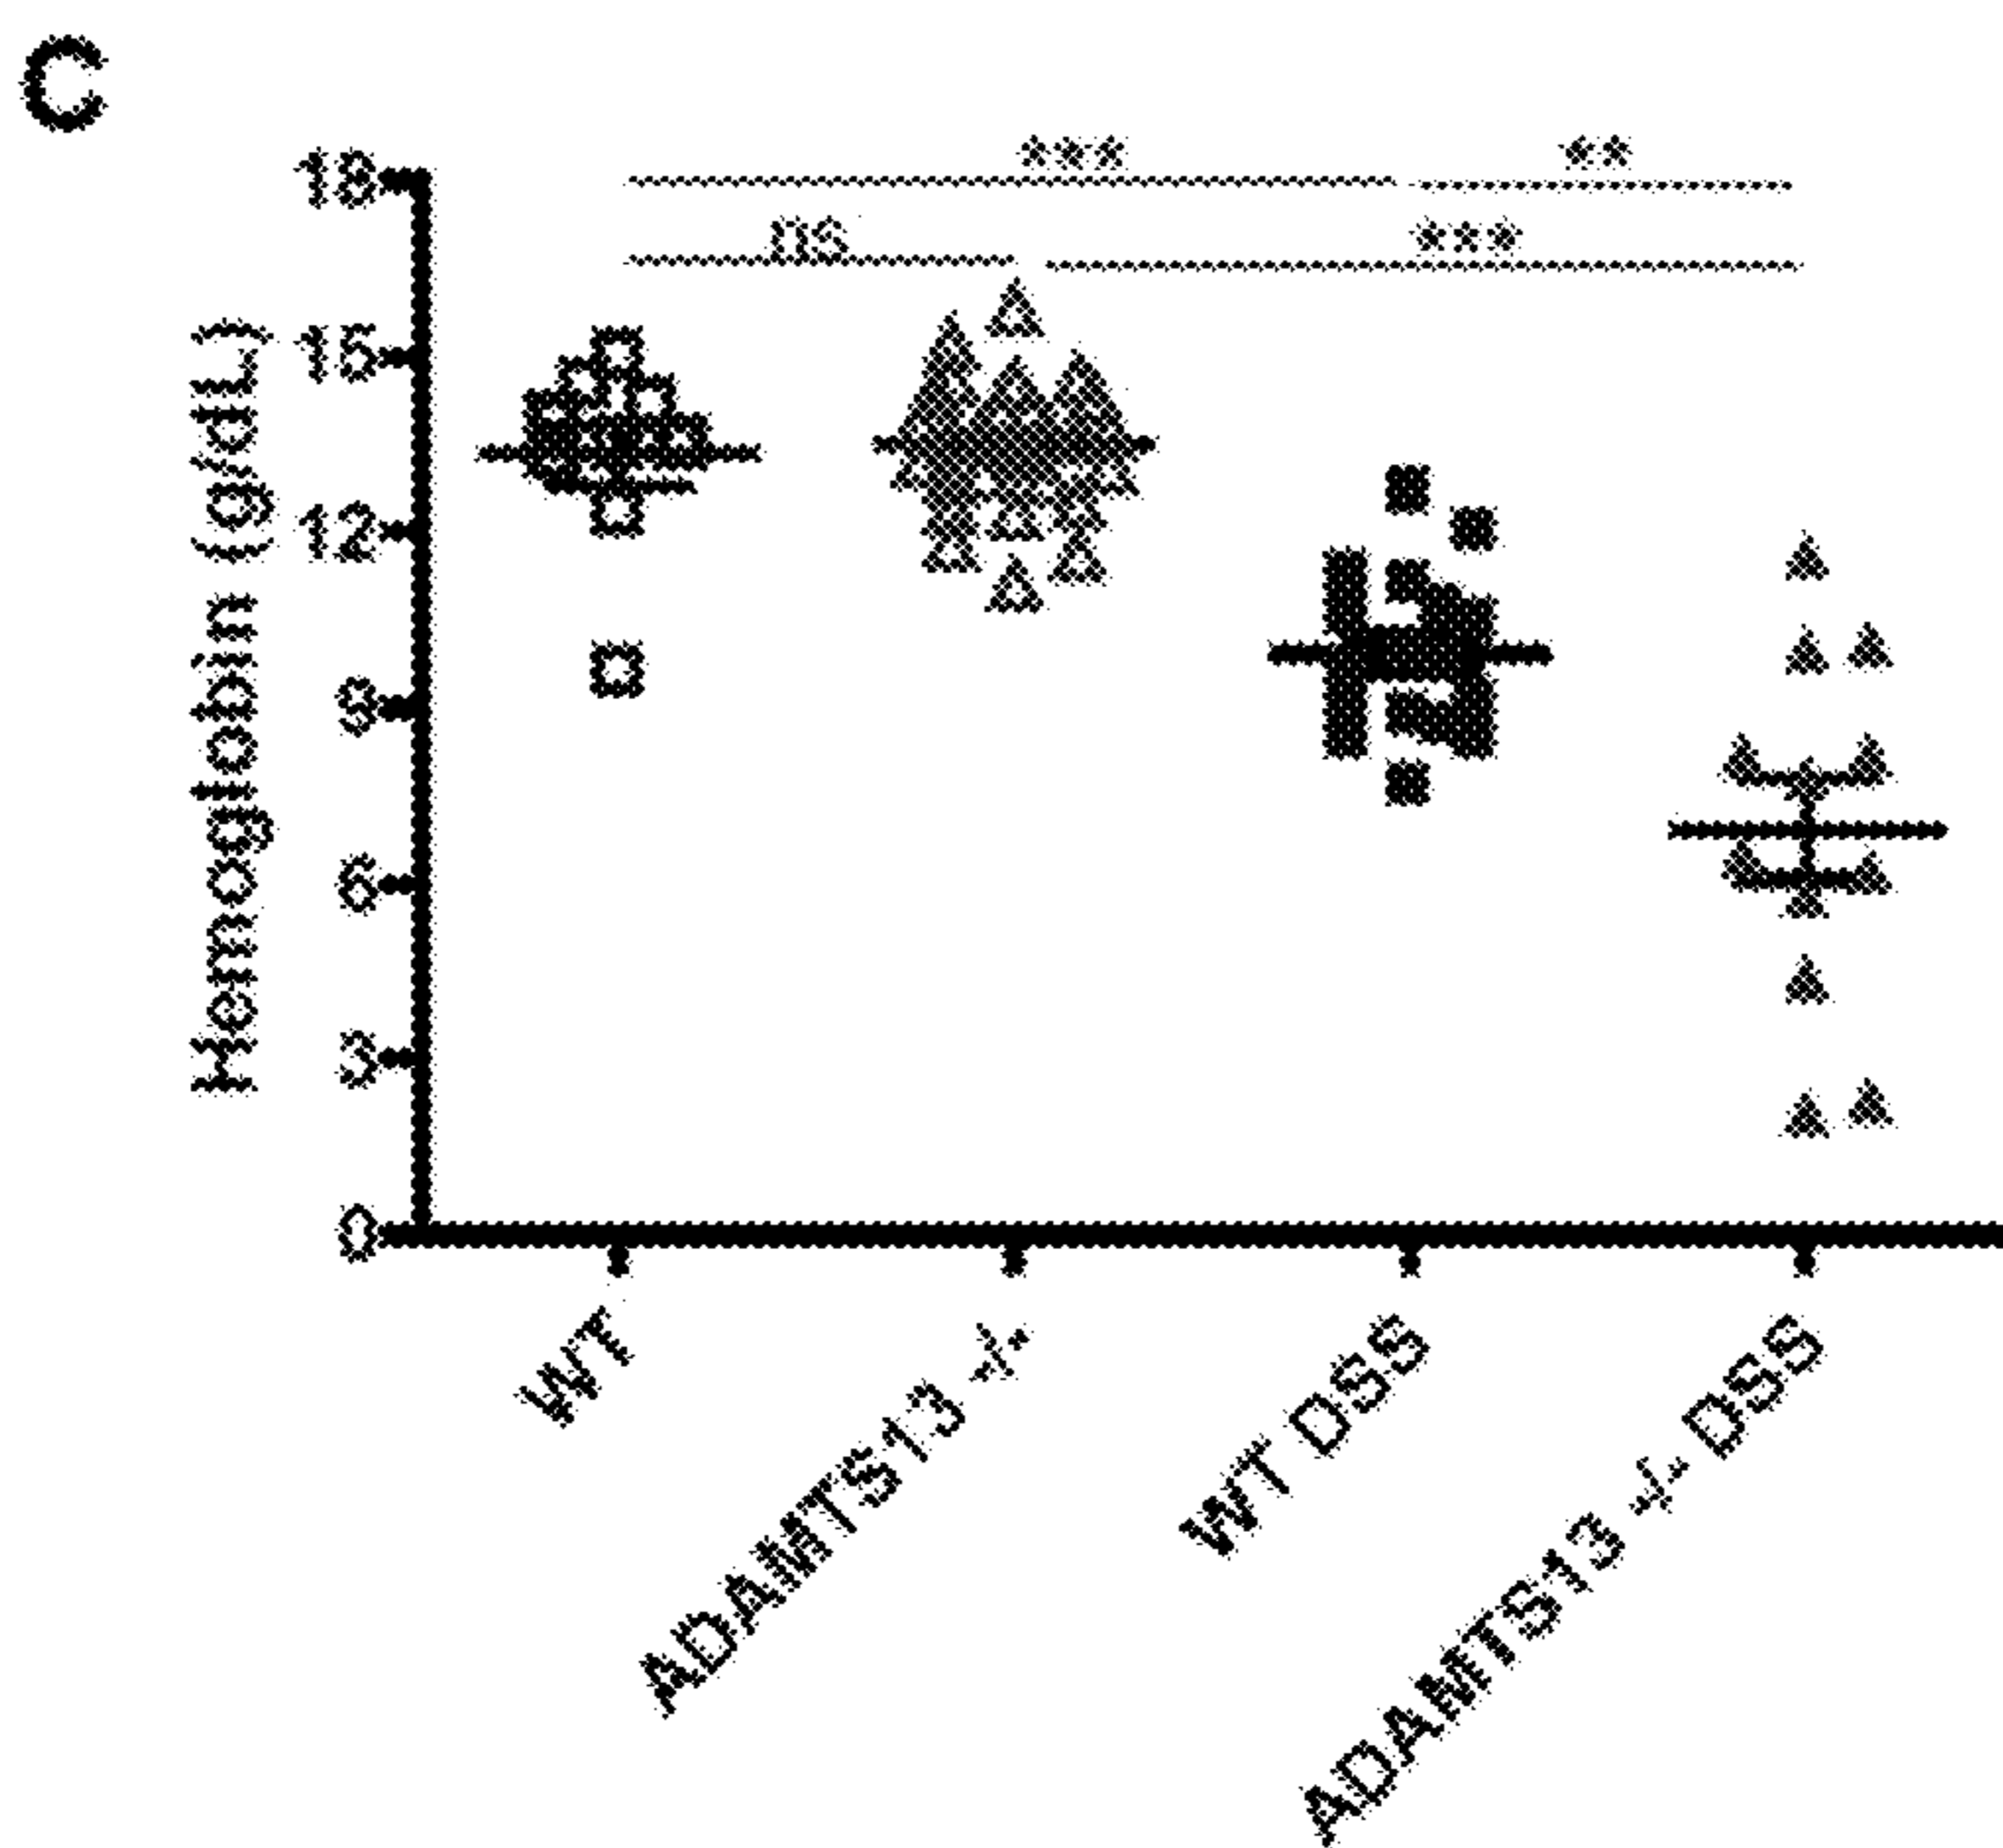 C
18
15
12
9
6
3
0
Hemoglobin (g/dL)
***
**
ns
***
WT
ADAMTS13 -/-
WT DSS
ADAMTS13 -/- DSS